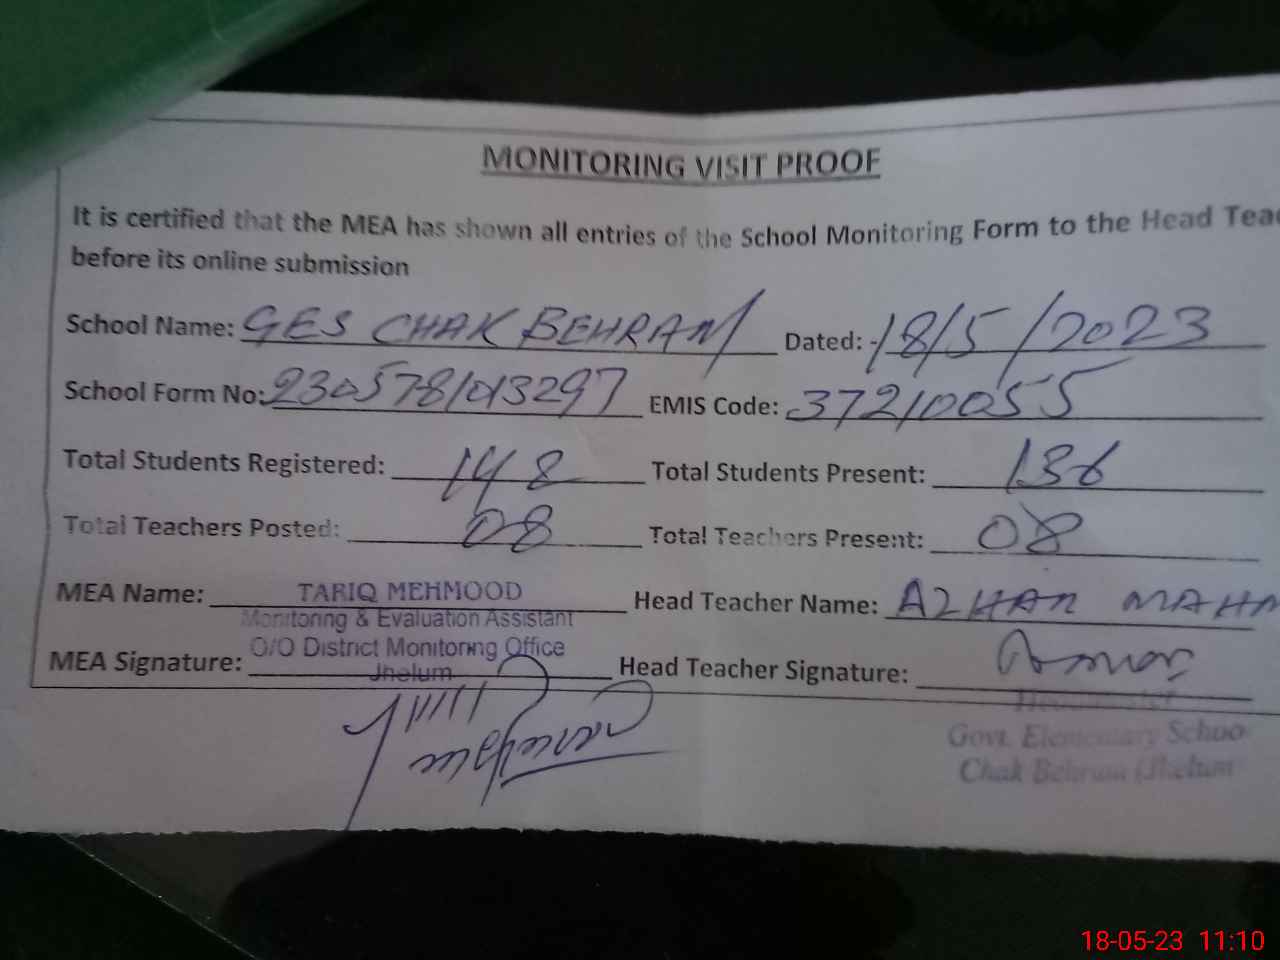 MONITORING VISIT PROOF
It is certified that the MEA has shown all entries of the School Monitoring Form to the Head Tea
before its online submission
School Name: GES CHAK BEHRAM Dated: 18/5/2023
School Form No: 2305781013297 EMIS Code: 37210055
Total Students Registered: 148 Total Students Present: 136
Total Teachers Posted: 08 Total Teachers Present: 08
MEA Name: TARIQ MEHMOOD Head Teacher Name: AZHAR MAHM
Monitoring & Evaluation Assistant
O/O District Monitoring Office
MEA Signature: Jhelum Head Teacher Signature:
Headmaster
Govt. Elementary Schoo
Chak Behram (Jhelum
18-05-23 11:10